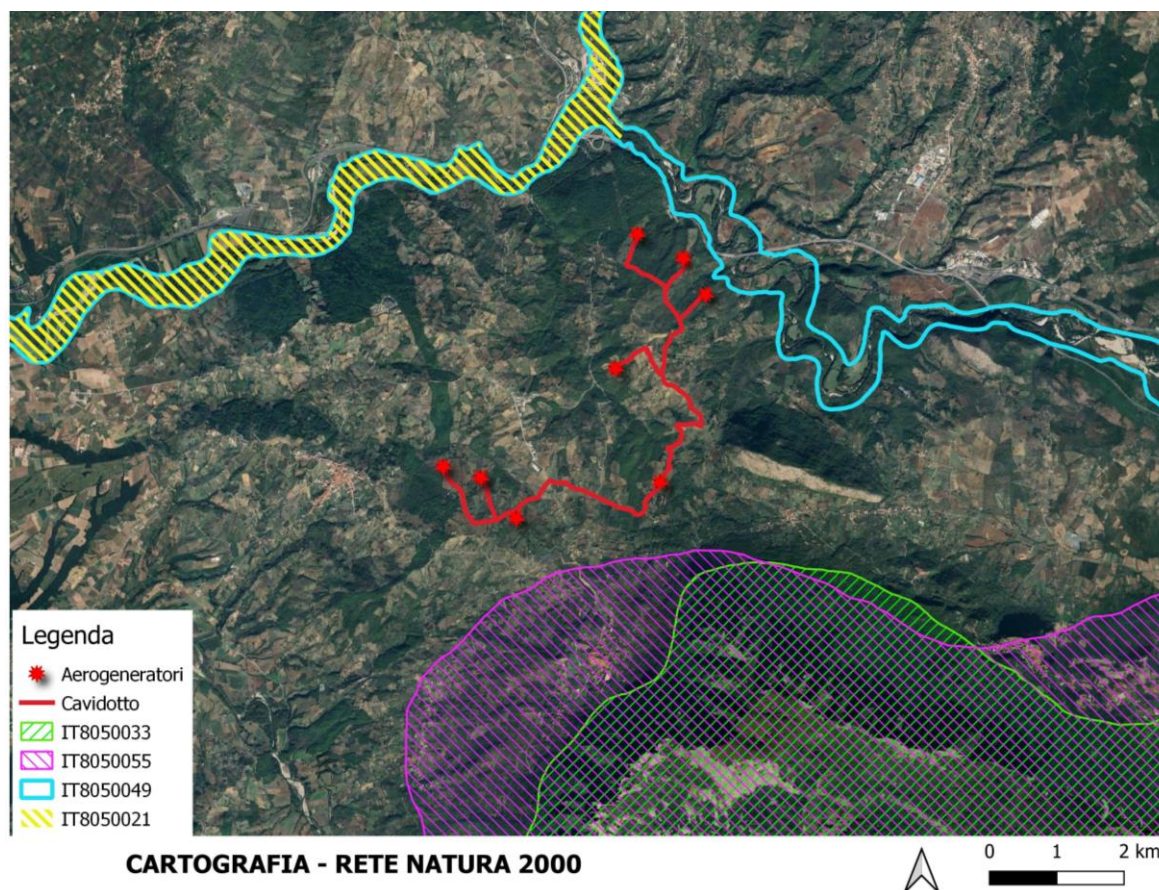 Legenda
Aerogeneratori
Cavidotto
IT8050033
IT8050055
IT8050049
IT8050021
CARTOGRAFIA - RETE NATURA 2000
0 1 2 km